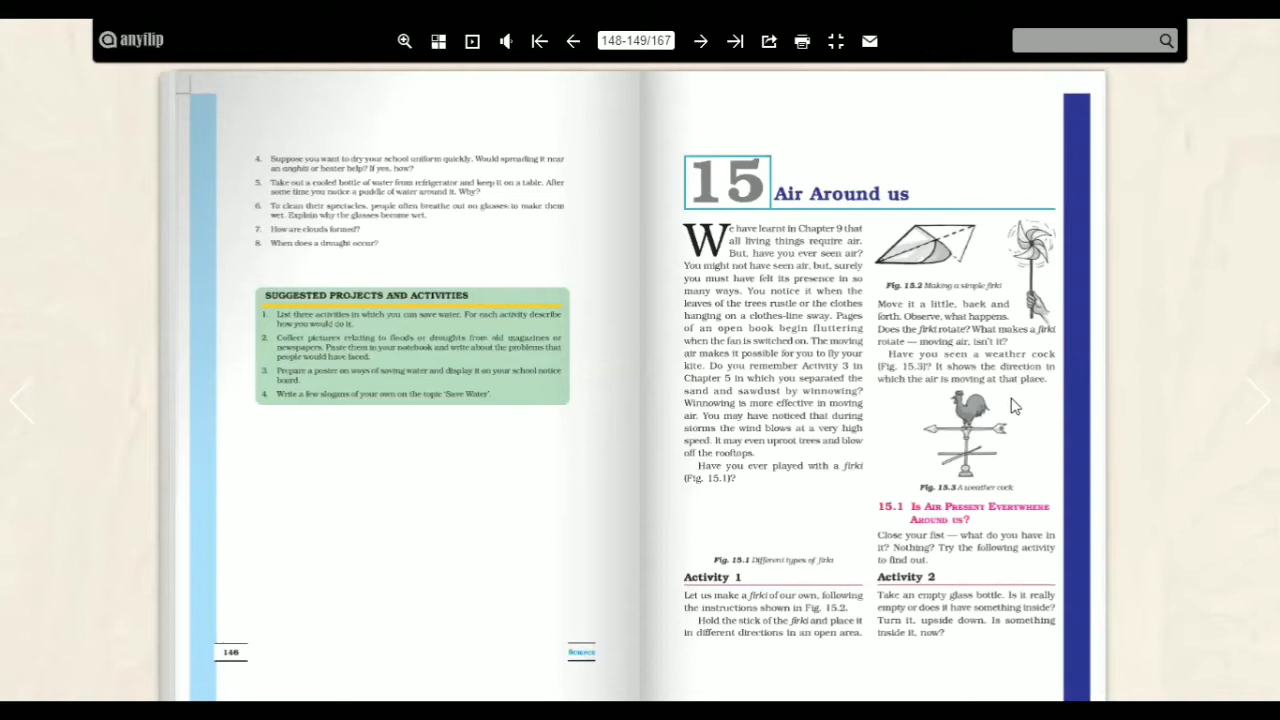 anyflip
148-149/167
4. Suppose you want to dry your school uniform quickly. Would spreading it near
an anghiti or heater help? If yes, how?
5. Take out a cooled bottle of water from refrigerator and keep it on a table. After
some time you notice a puddle of water around it. Why?
6. To clean their spectacles, people often breathe out on glasses to make them
wet. Explain why the glasses become wet.
7. How are clouds formed?
8. When does a drought occur?
SUGGESTED PROJECTS AND ACTIVITIES
1. List three activities in which you can save water. For each activity describe
how you would do it.
2. Collect pictures relating to floods or droughts from old magazines or
newspapers. Paste them in your notebook and write about the problems that
people would have faced.
3. Prepare a poster on ways of saving water and display it on your school notice
board.
4. Write a few slogans of your own on the topic 'Save Water'.
146
SCIENCE
15
Air Around us
We have learnt in Chapter 9 that
all living things require air.
But, have you ever seen air?
You might not have seen air, but, surely
you must have felt its presence in so
many ways. You notice it when the
leaves of the trees rustle or the clothes
hanging on a clothes-line sway. Pages
of an open book begin fluttering
when the fan is switched on. The moving
air makes it possible for you to fly your
kite. Do you remember Activity 3 in
Chapter 5 in which you separated the
sand and sawdust by winnowing?
Winnowing is more effective in moving
air. You may have noticed that during
storms the wind blows at a very high
speed. It may even uproot trees and blow
off the rooftops.
Have you ever played with a firki
(Fig. 15.1)?
Fig. 15.1 Different types of firki
Activity 1
Let us make a firki of our own, following
the instructions shown in Fig. 15.2.
Hold the stick of the firki and place it
in different directions in an open area.
Fig. 15.2 Making a simple firki
Move it a little, back and
forth. Observe, what happens.
Does the firki rotate? What makes a firki
rotate — moving air, isn't it?
Have you seen a weather cock
(Fig. 15.3)? It shows the direction in
which the air is moving at that place.
Fig. 15.3 A weather cock
15.1 IS AIR PRESENT EVERYWHERE
AROUND US?
Close your fist — what do you have in
it? Nothing? Try the following activity
to find out.
Activity 2
Take an empty glass bottle. Is it really
empty or does it have something inside?
Turn it, upside down. Is something
inside it, now?